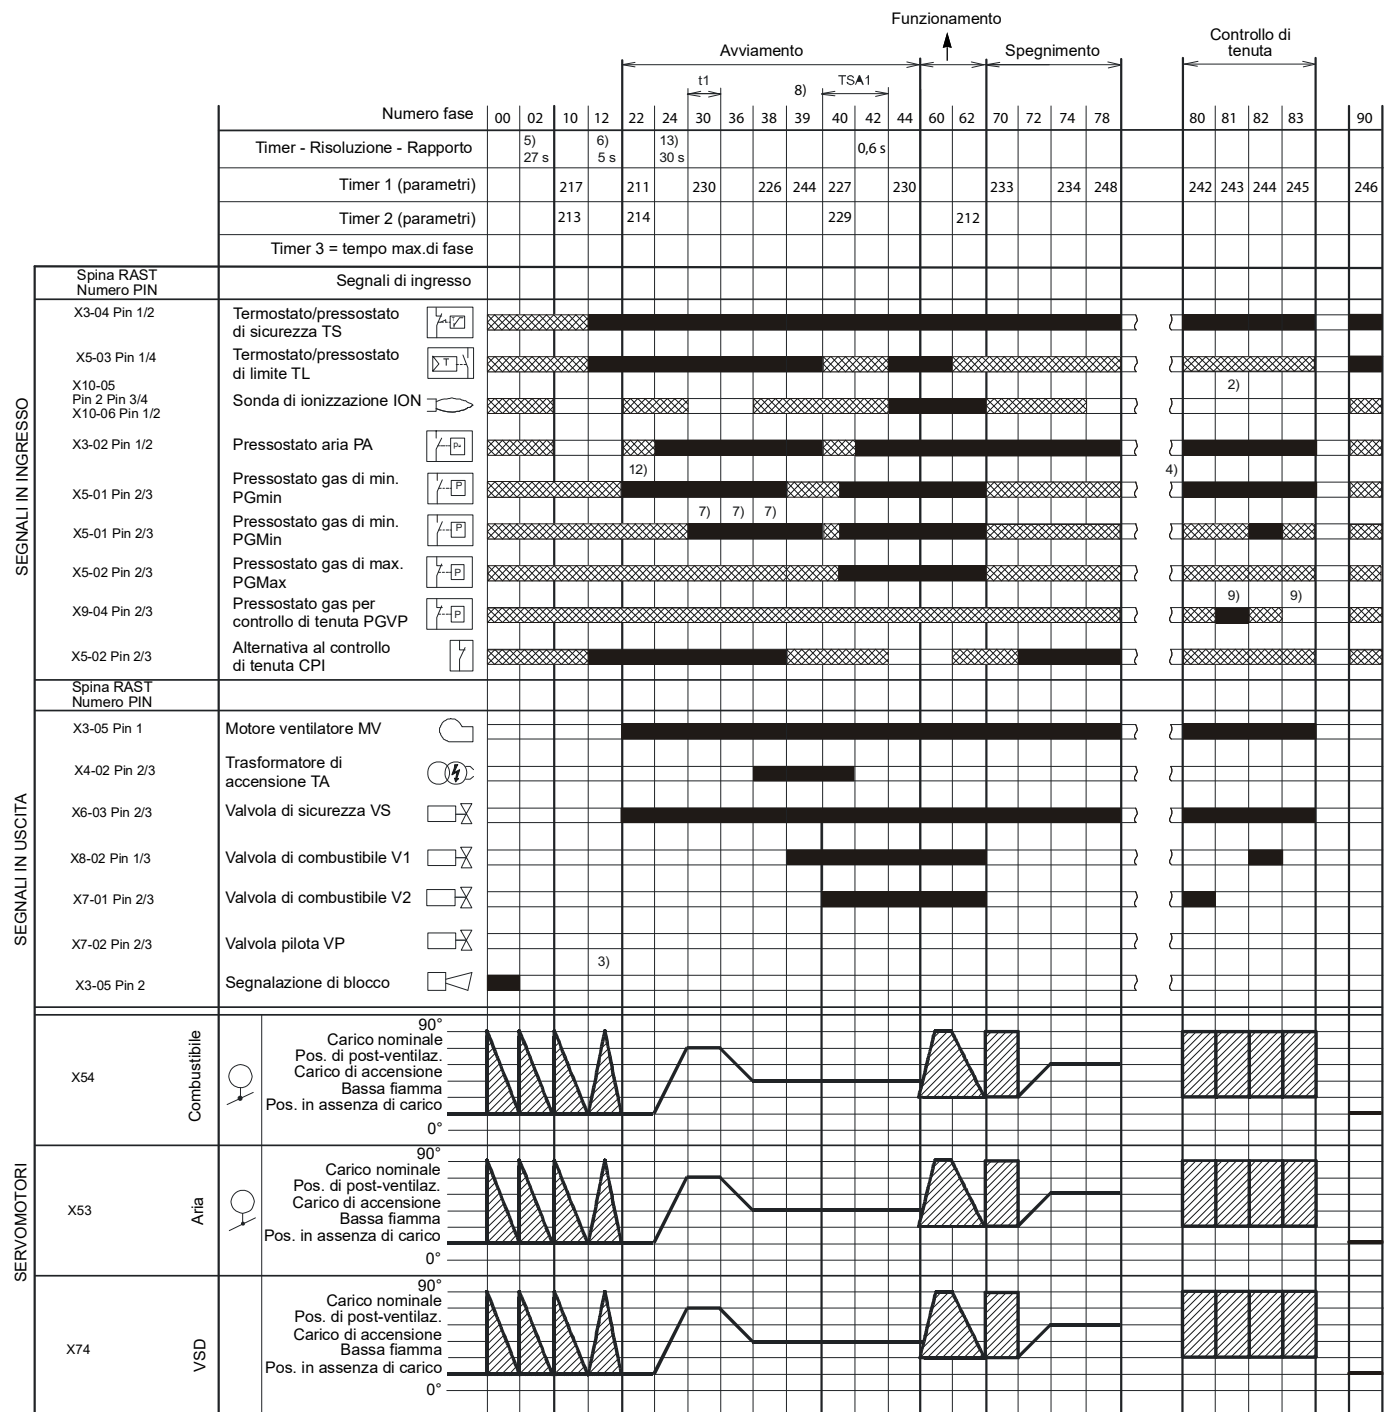 Funzionamento
Avviamento
Spegnimento
Controllo di
tenuta
t1
8)
TSA1
Numero fase 00 02 10 12 22 24 30 36 38 39 40 42 44 60 62 70 72 74 78 80 81 82 83 90
Timer - Risoluzione - Rapporto 5) 6) 13) 0,6 s
27 s 5 s 30 s
Timer 1 (parametri) 217 211 230 226 244 227 230 233 234 248 242 243 244 245 246
Timer 2 (parametri) 213 214 229 212
Timer 3 = tempo max.di fase
Spina RAST
Numero PIN
Segnali di ingresso
SEGNALI IN INGRESSO
X3-04 Pin 1/2
Termostato/pressostato
di sicurezza TS
X5-03 Pin 1/4
Termostato/pressostato
di limite TL
T
2)
X10-05
Pin 2 Pin 3/4
X10-06 Pin 1/2
Sonda di ionizzazione ION
X3-02 Pin 1/2
Pressostato aria PA
P
12)
4)
X5-01 Pin 2/3
Pressostato gas di min.
PGmin
P
7) 7) 7)
X5-01 Pin 2/3
Pressostato gas di min.
PGMin
P
X5-02 Pin 2/3
Pressostato gas di max.
PGMax
P
9) 9)
X9-04 Pin 2/3
Pressostato gas per
controllo di tenuta PGVP
P
X5-02 Pin 2/3
Alternativa al controllo
di tenuta CPI
Spina RAST
Numero PIN
SEGNALI IN USCITA
X3-05 Pin 1
Motore ventilatore MV
X4-02 Pin 2/3
Trasformatore di
accensione TA
X6-03 Pin 2/3
Valvola di sicurezza VS
X8-02 Pin 1/3
Valvola di combustibile V1
X7-01 Pin 2/3
Valvola di combustibile V2
X7-02 Pin 2/3
Valvola pilota VP
3)
X3-05 Pin 2
Segnalazione di blocco
SERVOMOTORI
X54
Combustibile
90°
Carico nominale
Pos. di post-ventilaz.
Carico di accensione
Bassa fiamma
Pos. in assenza di carico
0°
X53
Aria
90°
Carico nominale
Pos. di post-ventilaz.
Carico di accensione
Bassa fiamma
Pos. in assenza di carico
0°
X74
VSD
90°
Carico nominale
Pos. di post-ventilaz.
Carico di accensione
Bassa fiamma
Pos. in assenza di carico
0°